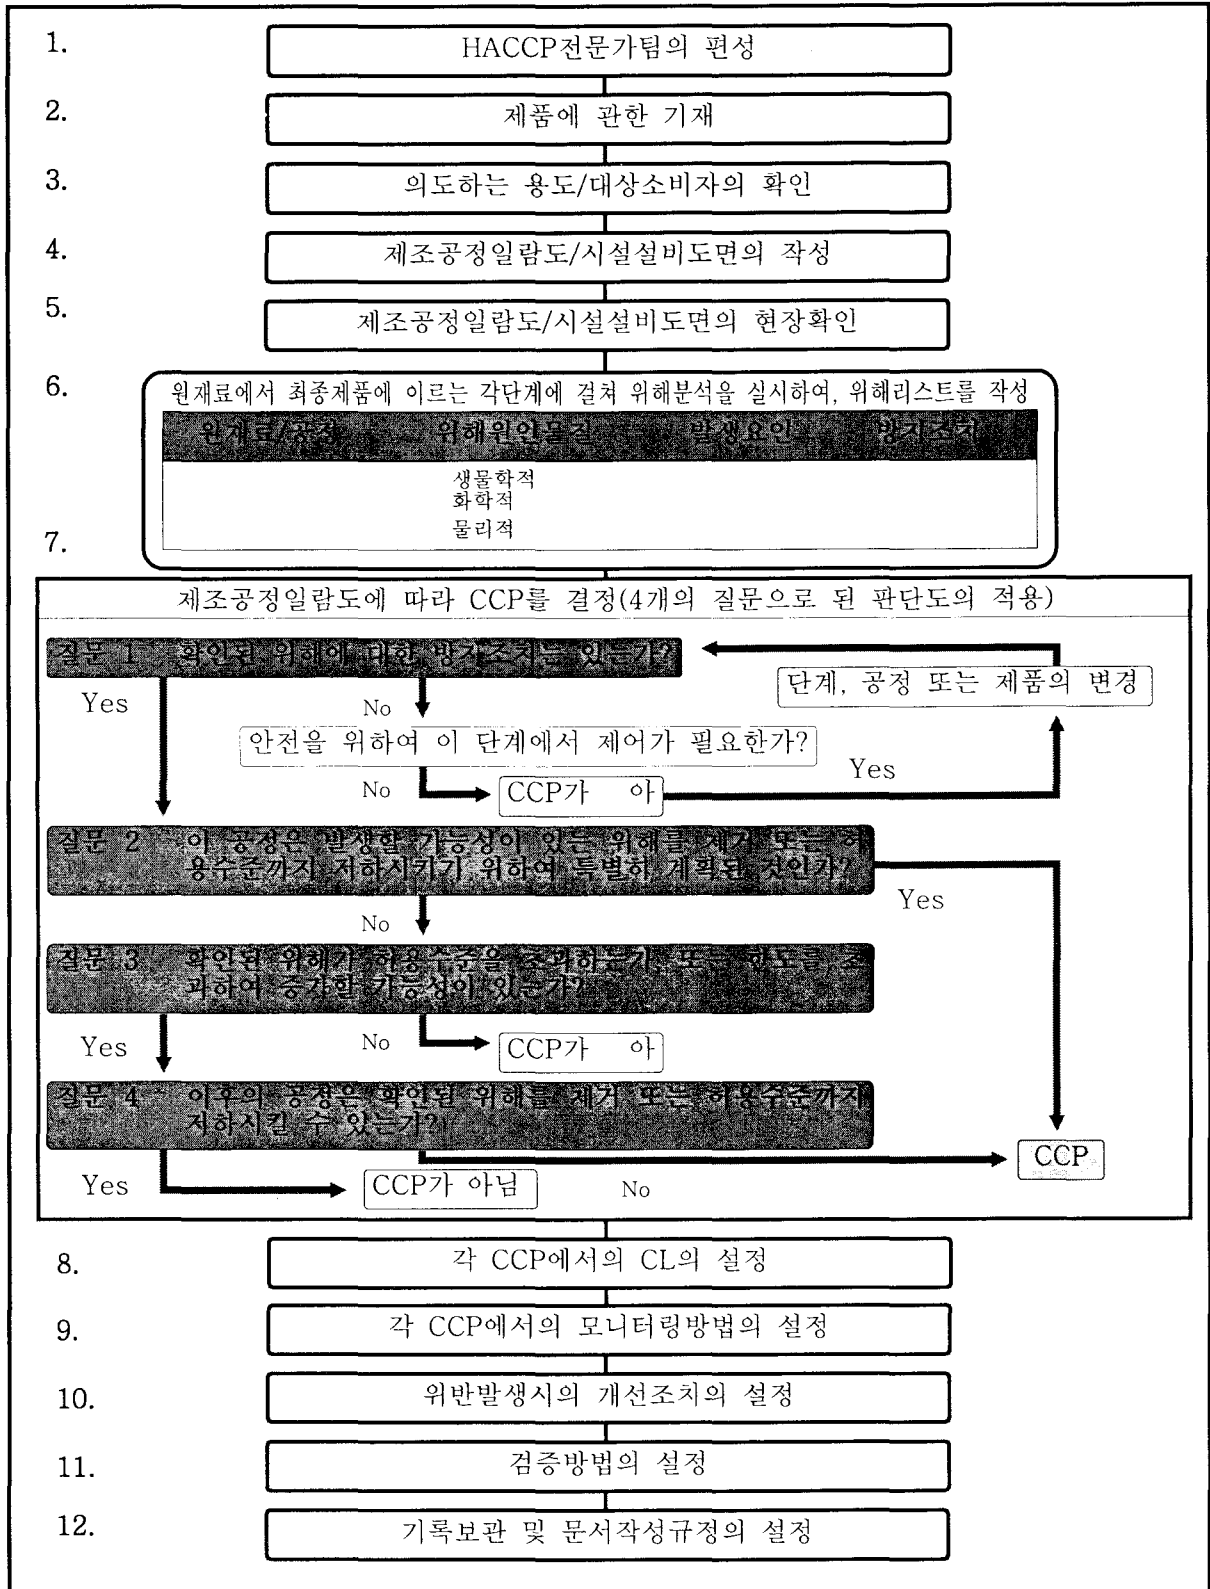 1.
HACCP전문가팀의 편성
2.
제품에 관한 기재
3.
의도하는 용도/대상소비자의 확인
4.
제조공정일람도/시설설비도면의 작성
5.
제조공정일람도/시설설비도면의 현장확인
6.
원재료에서 최종제품에 이르는 각단계에 걸쳐 위해분석을 실시하여, 위해리스트를 작성
원재료/공정 위해원인물질 발생요인 방지조치
생물학적
화학적
물리적
7.
제조공정일람도에 따라 CCP를 결정(4개의 질문으로 된 판단도의 적용)
질문 1 확인된 위해에 대한 방지조치는 있는가?
단계, 공정 또는 제품의 변경
Yes
No
안전을 위하여 이 단계에서 제어가 필요한가?
Yes
No
CCP가 아
질문 2 이 공정은 발생할 가능성이 있는 위해를 제거 또는 허
용수준까지 저하시키기 위하여 특별히 계획된 것인가?
Yes
No
질문 3 확인된 위해가 허용수준을 초과하는가 또는 한도를 초
과하여 증가할 가능성이 있는가?
Yes
No
CCP가 아
질문 4 이후의 공정은 확인된 위해를 제거 또는 허용수준까지
저하시킬 수 있는가?
CCP
Yes
CCP가 아님
No
8.
각 CCP에서의 CL의 설정
9.
각 CCP에서의 모니터링방법의 설정
10.
위반발생시의 개선조치의 설정
11.
검증방법의 설정
12.
기록보관 및 문서작성규정의 설정